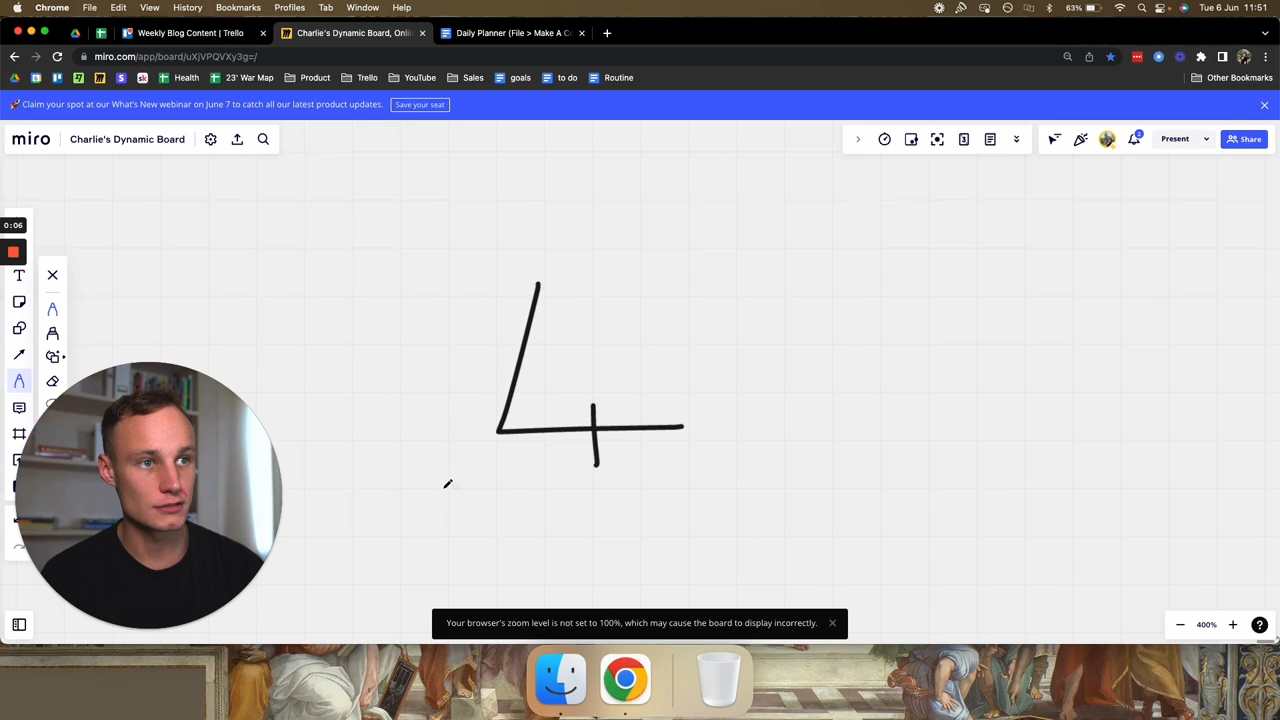 Chrome File Edit View History Bookmarks Profiles Tab Window Help 63% Tue 6 Jun 11:51
Weekly Blog Content | Trello Charlie's Dynamic Board, Onlin Daily Planner (File > Make A Co
miro.com/app/board/uXjVPQVXy3g=/
Health 23' War Map Product Trello YouTube Sales goals to do Routine Other Bookmarks
🚀 Claim your spot at our What's New webinar on June 7 to catch all our latest product updates. Save your seat
miro Charlie's Dynamic Board 3 2 Present Share
0:06
T
4
Your browser's zoom level is not set to 100%, which may cause the board to display incorrectly.
400% ?